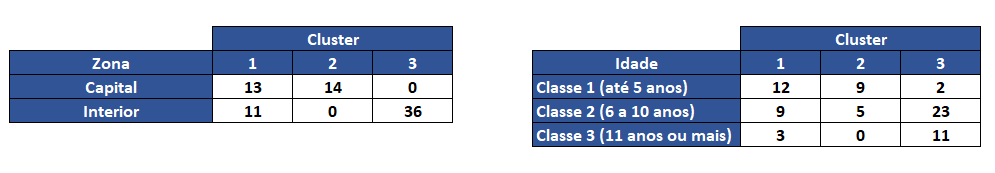 Cluster
Zona 1 2 3
Capital 13 14 0
Interior 11 0 36
Cluster
Idade 1 2 3
Classe 1 (até 5 anos) 12 9 2
Classe 2 (6 a 10 anos) 9 5 23
Classe 3 (11 anos ou mais) 3 0 11